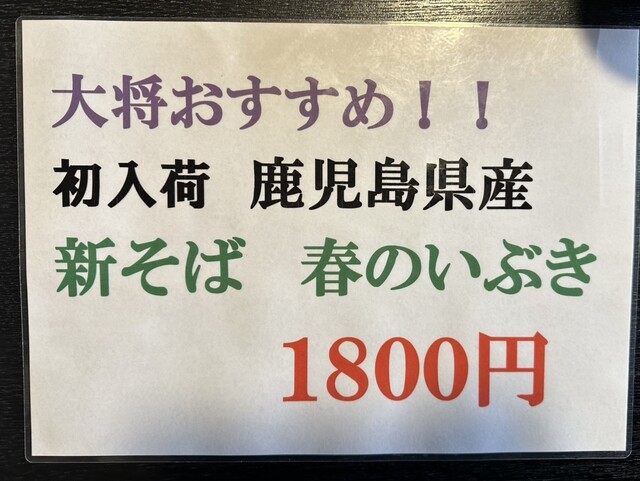 大将おすすめ！！
初入荷　鹿児島県産
新そば　春のいぶき
1800円